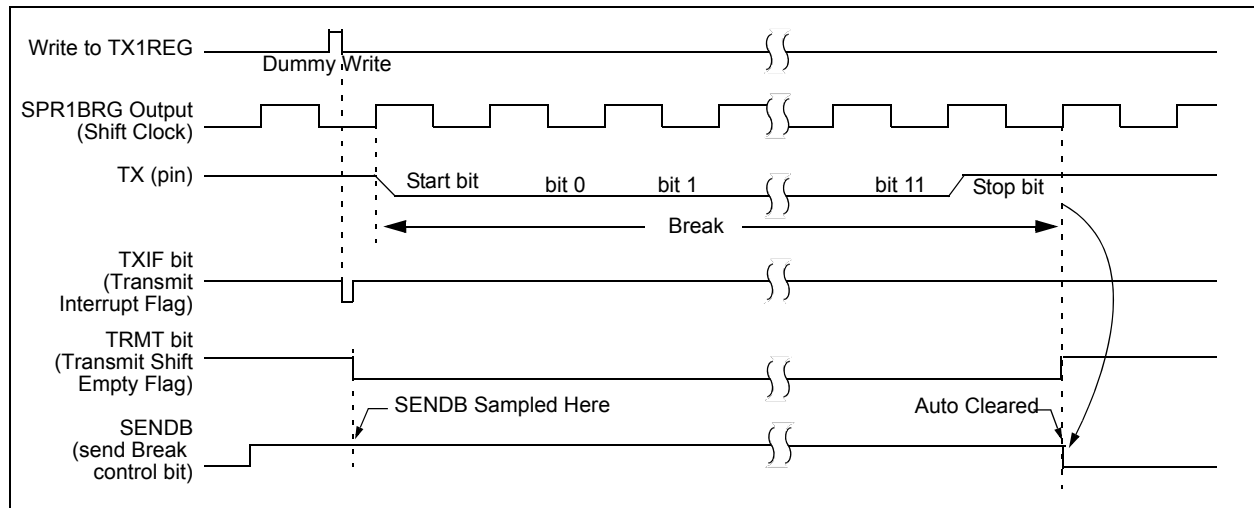 Write to TX1REG
Dummy Write
SPR1BRG Output
(Shift Clock)
TX (pin)
Start bit
bit 0
bit 1
bit 11
Stop bit
Break
TXIF bit
(Transmit
Interrupt Flag)
TRMT bit
(Transmit Shift
Empty Flag)
SENDB Sampled Here
Auto Cleared
SENDB
(send Break
control bit)